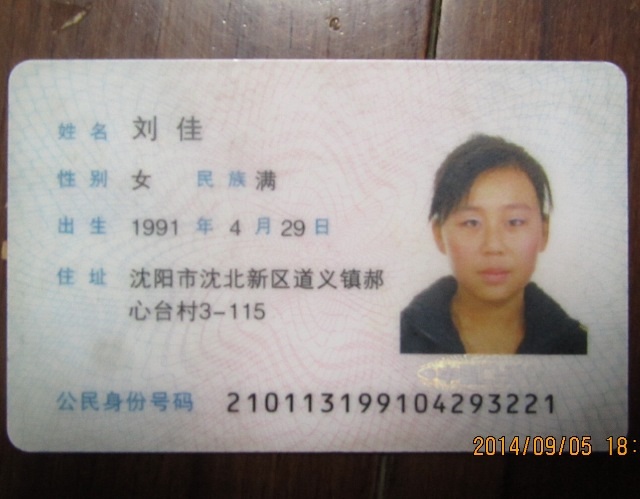 姓名 刘佳
性别 女 民族 满
出生 1991 年 4 月 29 日
住址 沈阳市沈北新区道义镇郝
心台村3-115
公民身份号码 210113199104293221
2014/09/05 18: